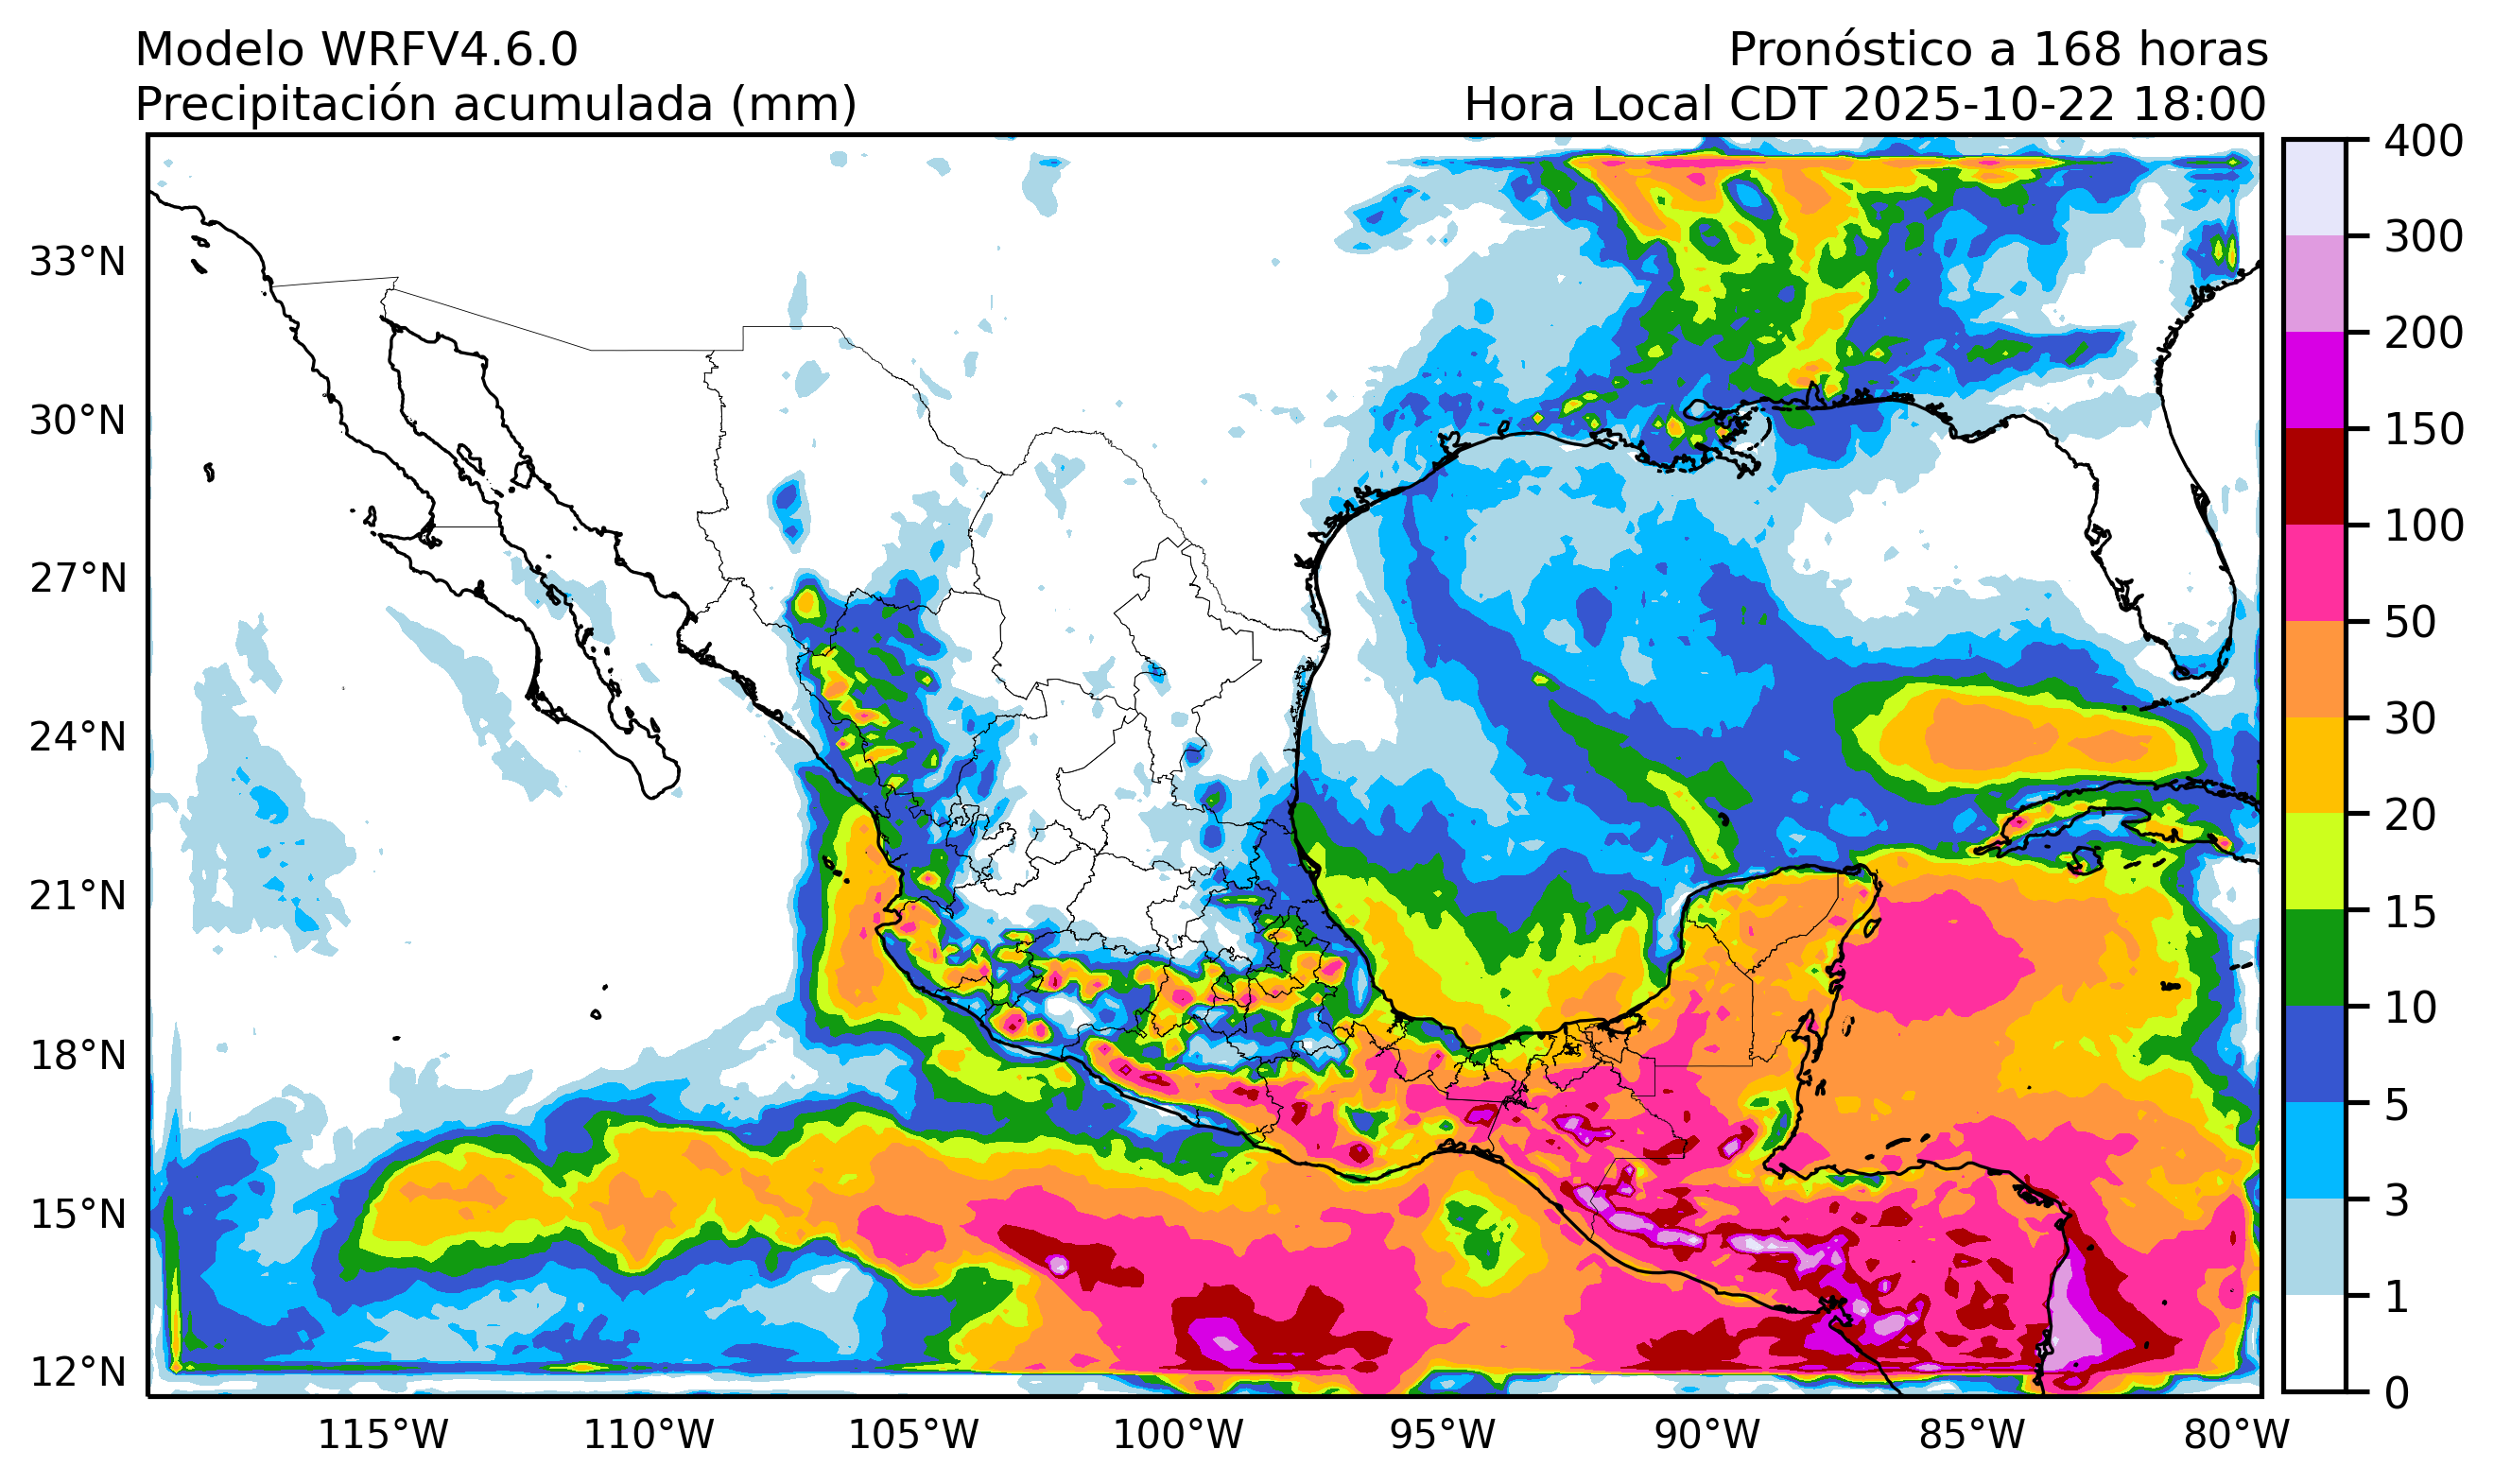 Modelo WRFV4.6.0
Pronóstico a 168 horas
Precipitación acumulada (mm)
Hora Local CDT 2025-10-22 18:00
33°N
30°N
27°N
24°N
21°N
18°N
15°N
12°N
115°W
110°W
105°W
100°W
95°W
90°W
85°W
80°W
400
300
200
150
100
50
30
20
15
10
5
3
1
0